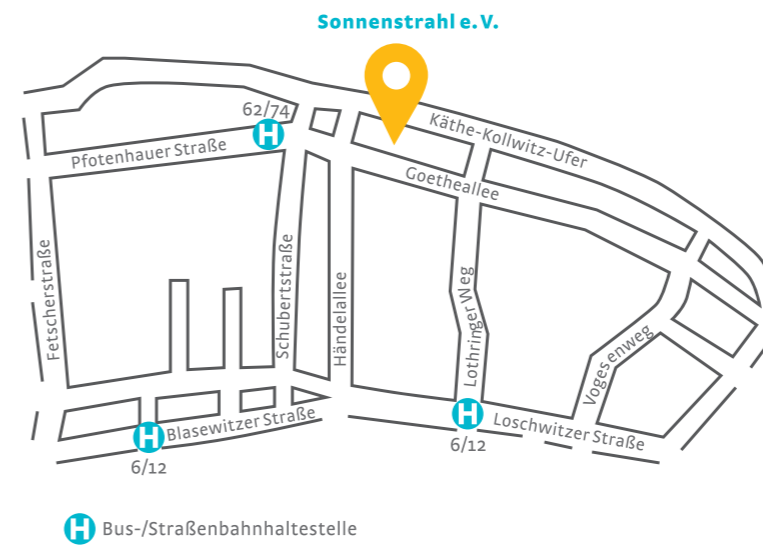 Sonnenstrahl e.V.
62/74
H
Käthe-Kollwitz-Ufer
Pfotenhauer Straße
Goetheallee
Fetscherstraße
Schubertstraße
Händelallee
Lothringer Weg
Vogesenweg
H
Blasewitzer Straße
6/12
H
Loschwitzer Straße
6/12
H Bus-/Straßenbahnhaltestelle